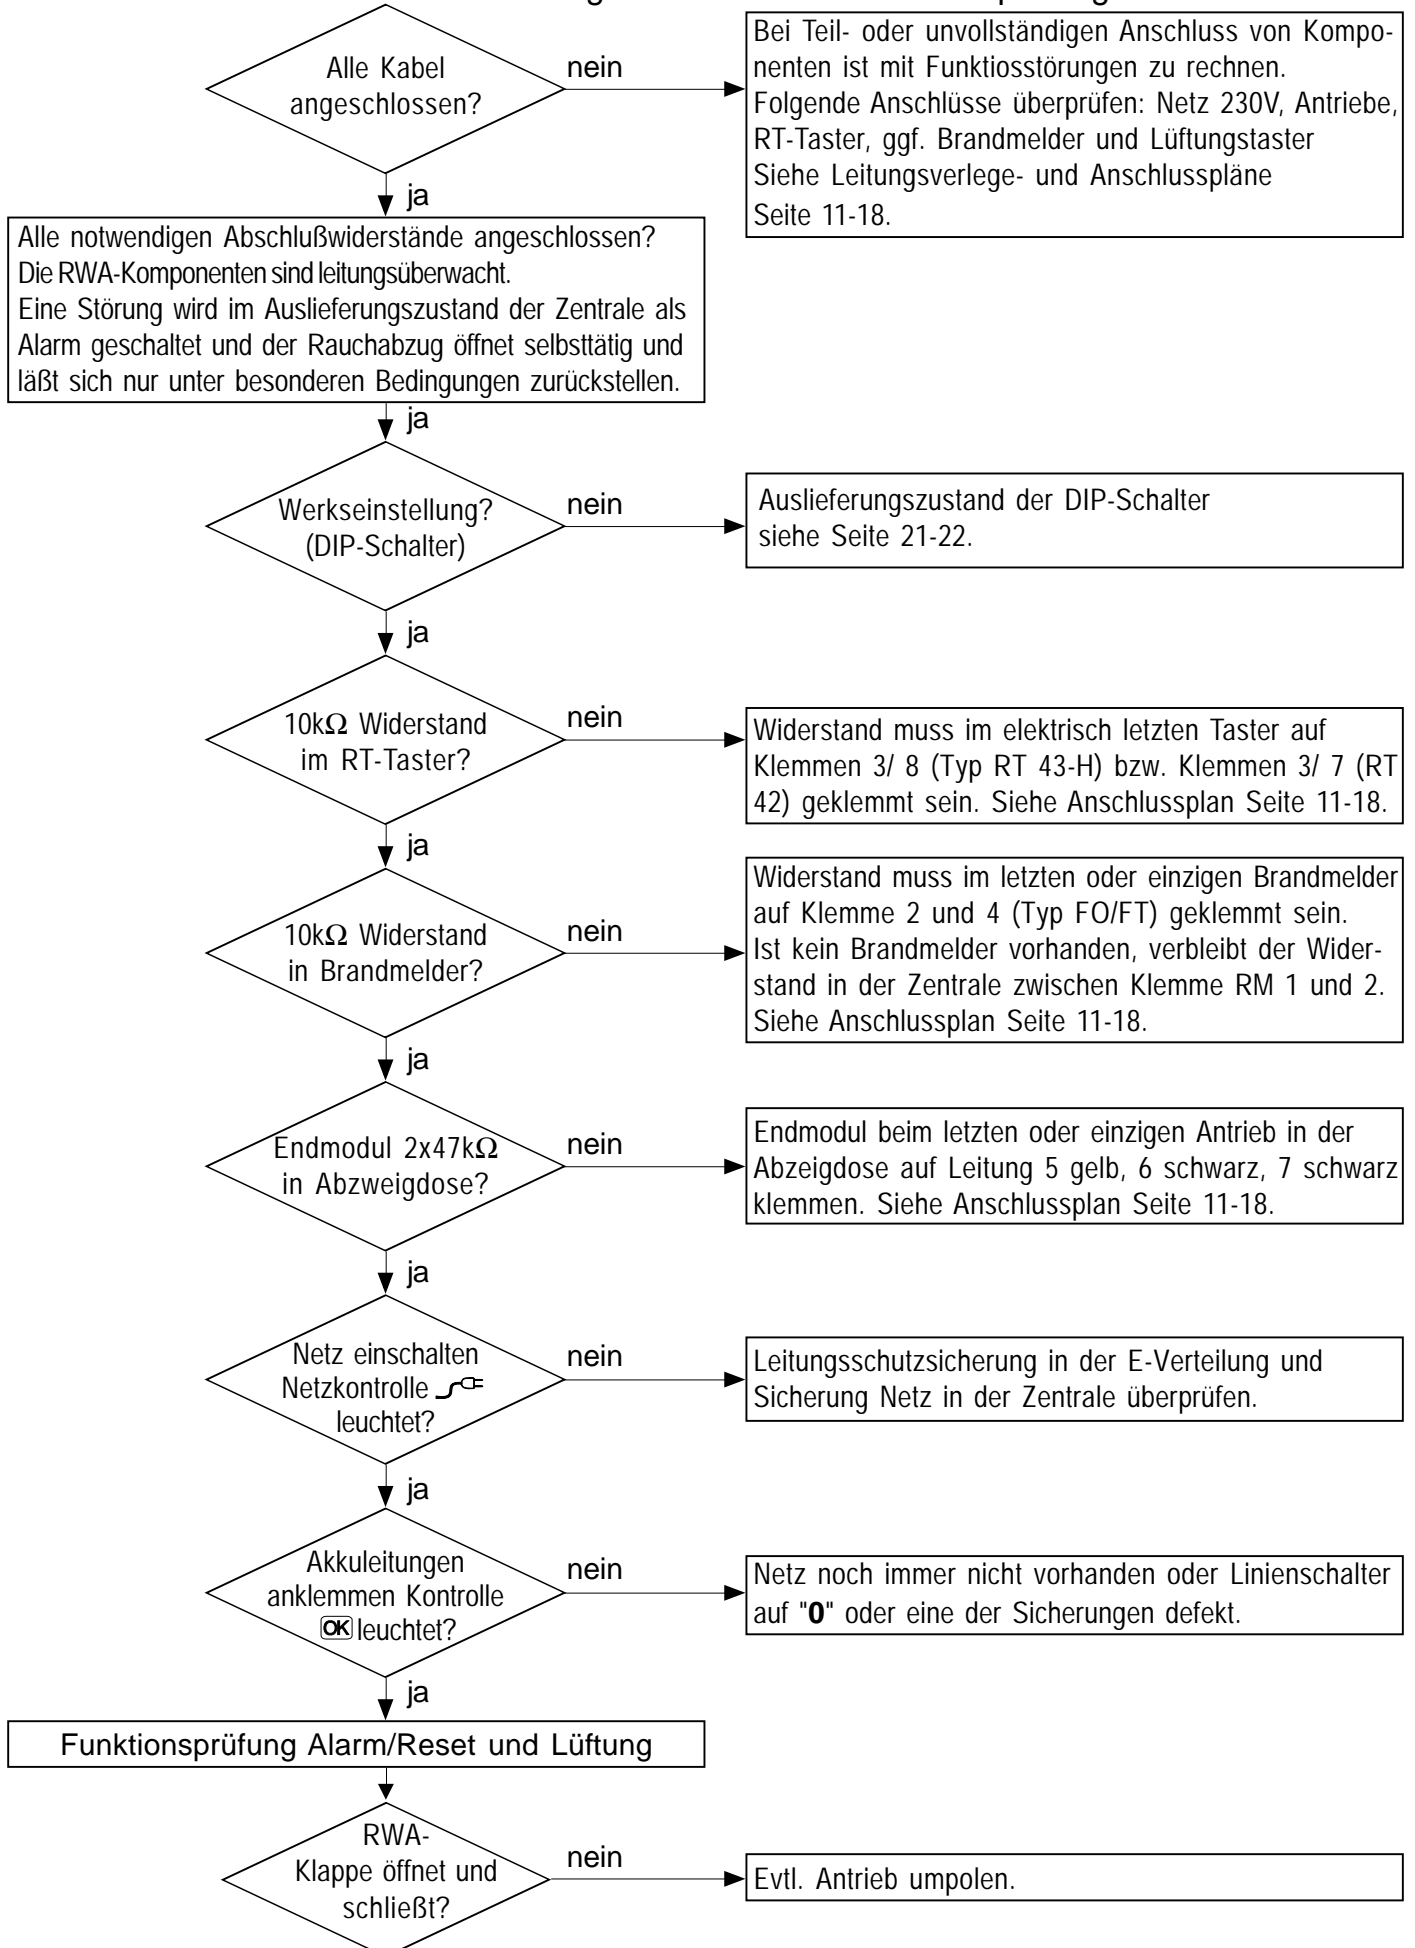 Alle Kabel
angeschlossen?
nein
Bei Teil- oder unvollständigen Anschluss von Kompo-
nenten ist mit Funktiosstörungen zu rechnen.
Folgende Anschlüsse überprüfen: Netz 230V, Antriebe,
RT-Taster, ggf. Brandmelder und Lüftungstaster
Siehe Leitungsverlege- und Anschlusspläne
Seite 11-18.
ja
Alle notwendigen Abschlußwiderstände angeschlossen?
Die RWA-Komponenten sind leitungsüberwacht.
Eine Störung wird im Auslieferungszustand der Zentrale als
Alarm geschaltet und der Rauchabzug öffnet selbsttätig und
läßt sich nur unter besonderen Bedingungen zurückstellen.
ja
Werkseinstellung?
(DIP-Schalter)
nein
Auslieferungszustand der DIP-Schalter
siehe Seite 21-22.
ja
10kΩ Widerstand
im RT-Taster?
nein
Widerstand muss im elektrisch letzten Taster auf
Klemmen 3/ 8 (Typ RT 43-H) bzw. Klemmen 3/ 7 (RT
42) geklemmt sein. Siehe Anschlussplan Seite 11-18.
ja
10kΩ Widerstand
in Brandmelder?
nein
Widerstand muss im letzten oder einzigen Brandmelder
auf Klemme 2 und 4 (Typ FO/FT) geklemmt sein.
Ist kein Brandmelder vorhanden, verbleibt der Wider-
stand in der Zentrale zwischen Klemme RM 1 und 2.
Siehe Anschlussplan Seite 11-18.
ja
Endmodul 2x47kΩ
in Abzweigdose?
nein
Endmodul beim letzten oder einzigen Antrieb in der
Abzeigdose auf Leitung 5 gelb, 6 schwarz, 7 schwarz
klemmen. Siehe Anschlussplan Seite 11-18.
ja
Netz einschalten
Netzkontrolle
leuchtet?
nein
Leitungsschutzsicherung in der E-Verteilung und
Sicherung Netz in der Zentrale überprüfen.
ja
Akkuleitungen
anklemmen Kontrolle
OK leuchtet?
nein
Netz noch immer nicht vorhanden oder Linienschalter
auf "0" oder eine der Sicherungen defekt.
ja
Funktionsprüfung Alarm/Reset und Lüftung
RWA-
Klappe öffnet und
schließt?
nein
Evtl. Antrieb umpolen.